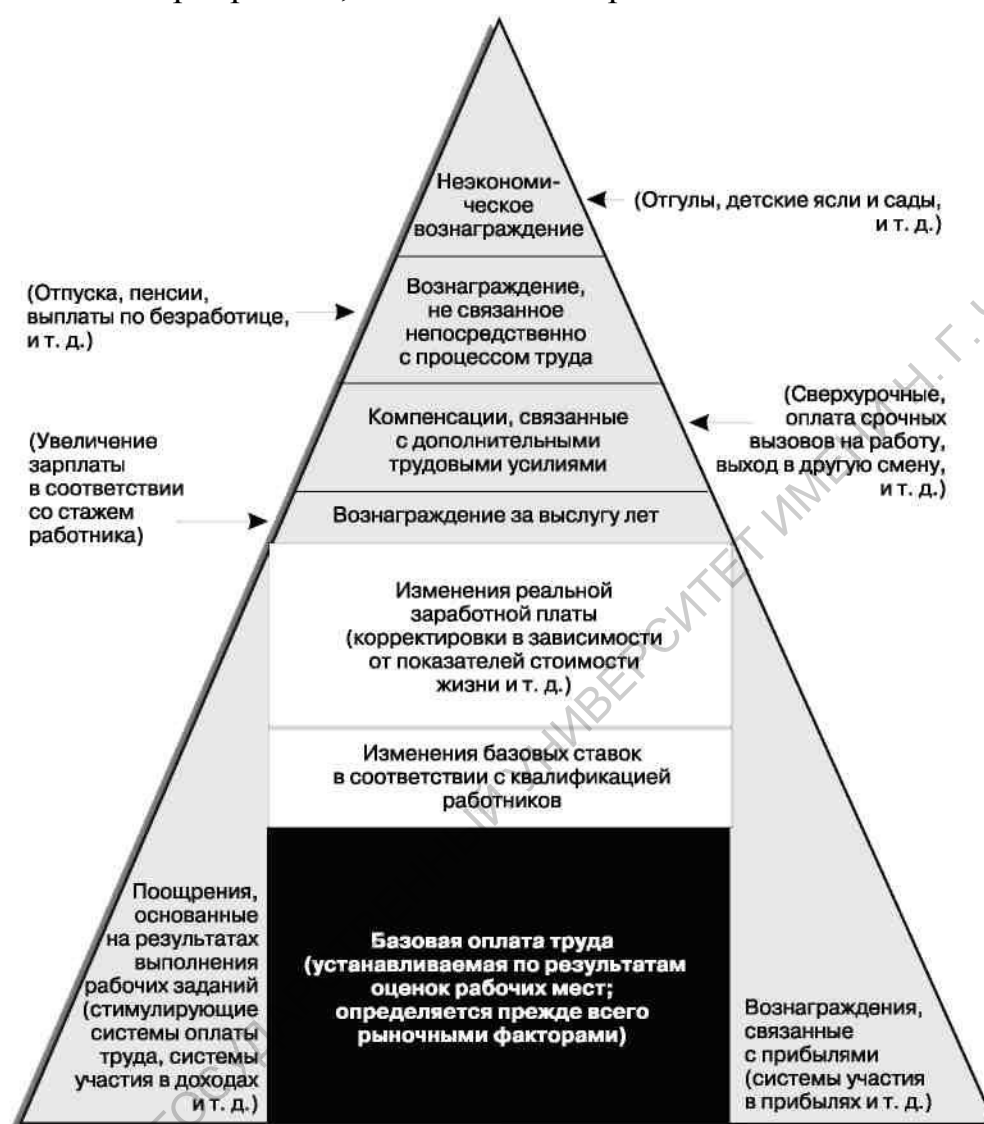 Неэкономи-
ческое
вознаграждение
(Отгулы, детские ясли и сады,
и т. д.)
(Отпуска, пенсии,
выплаты по безработице,
и т. д.)
Вознаграждение,
не связанное
непосредственно
с процессом труда
(Сверхурочные,
оплата срочных
вызовов на работу,
выход в другую смену,
и т. д.)
Компенсации, связанные
с дополнительными
трудовыми усилиями
(Увеличение
зарплаты
в соответствии
со стажем
работника)
Вознаграждение за выслугу лет
Изменения реальной
заработной платы
(корректировки в зависимости
от показателей стоимости
жизни и т. д.)
Изменения базовых ставок
в соответствии с квалификацией
работников
Поощрения,
основанные
на результатах
выполнения
рабочих заданий
(стимулирующие
системы оплаты
труда, системы
участия в доходах
и т. д.)
Базовая оплата труда
(устанавливаемая по результатам
оценок рабочих мест;
определяется прежде всего
рыночными факторами)
Вознаграждения,
связанные
с прибылями
(системы участия
в прибылях и т. д.)
УНИВЕРСИТЕТ ИМЕНИ Н. Г.